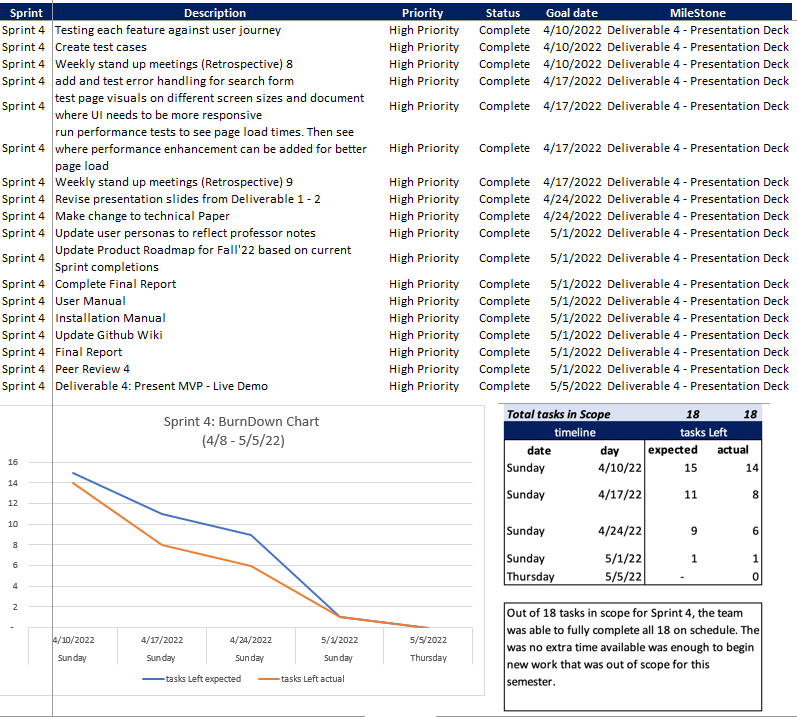 Sprint Description Priority Status Goal date MileStone
Sprint 4 Testing each feature against user journey High Priority Complete 4/10/2022 Deliverable 4 - Presentation Deck
Sprint 4 Create test cases High Priority Complete 4/10/2022 Deliverable 4 - Presentation Deck
Sprint 4 Weekly stand up meetings (Retrospective) 8 High Priority Complete 4/10/2022 Deliverable 4 - Presentation Deck
Sprint 4 add and test error handling for search form High Priority Complete 4/17/2022 Deliverable 4 - Presentation Deck
test page visuals on different screen sizes and document
Sprint 4 High Priority Complete 4/17/2022 Deliverable 4 - Presentation Deck
where UI needs to be more responsive
run performance tests to see page load times. Then see
Sprint 4 where performance enhancement can be added for better High Priority Complete 4/17/2022 Deliverable 4 - Presentation Deck
page load
Sprint 4 Weekly stand up meetings (Retrospective) 9 High Priority Complete 4/17/2022 Deliverable 4 - Presentation Deck
Sprint 4 Revise presentation slides from Deliverable 1 - 2 High Priority Complete 4/24/2022 Deliverable 4 - Presentation Deck
Sprint 4 Make change to technical Paper High Priority Complete 4/24/2022 Deliverable 4 - Presentation Deck
Sprint 4 Update user personas to reflect professor notes High Priority Complete 5/1/2022 Deliverable 4 - Presentation Deck
Update Product Roadmap for Fall'22 based on current
Sprint 4 High Priority Complete 5/1/2022 Deliverable 4 - Presentation Deck
Sprint completions
Sprint 4 Complete Final Report High Priority Complete 5/1/2022 Deliverable 4 - Presentation Deck
Sprint 4 User Manual High Priority Complete 5/1/2022 Deliverable 4 - Presentation Deck
Sprint 4 Installation Manual High Priority Complete 5/1/2022 Deliverable 4 - Presentation Deck
Sprint 4 Update Github Wiki High Priority Complete 5/1/2022 Deliverable 4 - Presentation Deck
Sprint 4 Final Report High Priority Complete 5/1/2022 Deliverable 4 - Presentation Deck
Sprint 4 Peer Review 4 High Priority Complete 5/1/2022 Deliverable 4 - Presentation Deck
Sprint 4 Deliverable 4: Present MVP - Live Demo High Priority Complete 5/5/2022 Deliverable 4 - Presentation Deck
Sprint 4: BurnDown Chart
(4/8 - 5/5/22)
16
14
12
10
8
6
4
2
-
4/10/2022 4/17/2022 4/24/2022 5/1/2022 5/5/2022
Sunday Sunday Sunday Sunday Thursday
tasks Left expected tasks Left actual
Total tasks in Scope 18 18
timeline tasks Left
date day expected actual
Sunday 4/10/22 15 14
Sunday 4/17/22 11 8
Sunday 4/24/22 9 6
Sunday 5/1/22 1 1
Thursday 5/5/22 - 0
Out of 18 tasks in scope for Sprint 4, the team
was able to fully complete all 18 on schedule. The
was no extra time available was enough to begin
new work that was out of scope for this
semester.